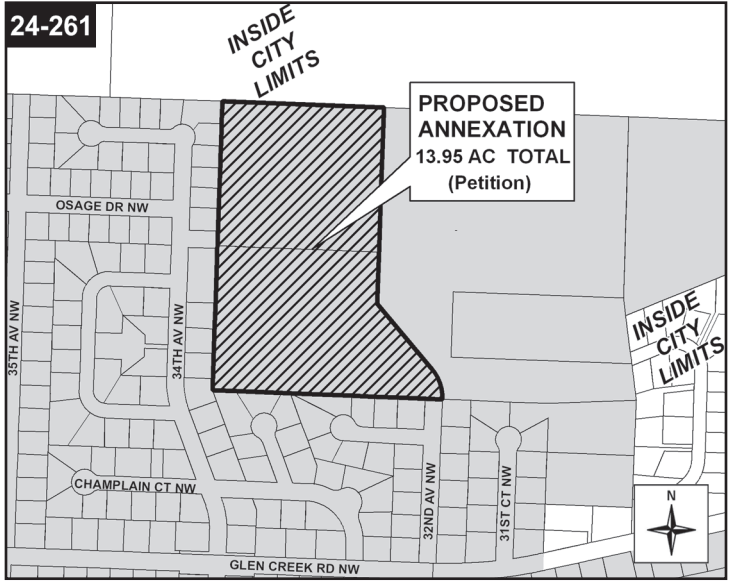 24-261
INSIDE
CITY
LIMITS
PROPOSED
ANNEXATION
13.95 AC TOTAL
(Petition)
OSAGE DR NW
35TH AV NW
34TH AV NW
INSIDE
CITY
LIMITS
CHAMPLAIN CT NW
32ND AV NW
31ST CT NW
N
GLEN CREEK RD NW